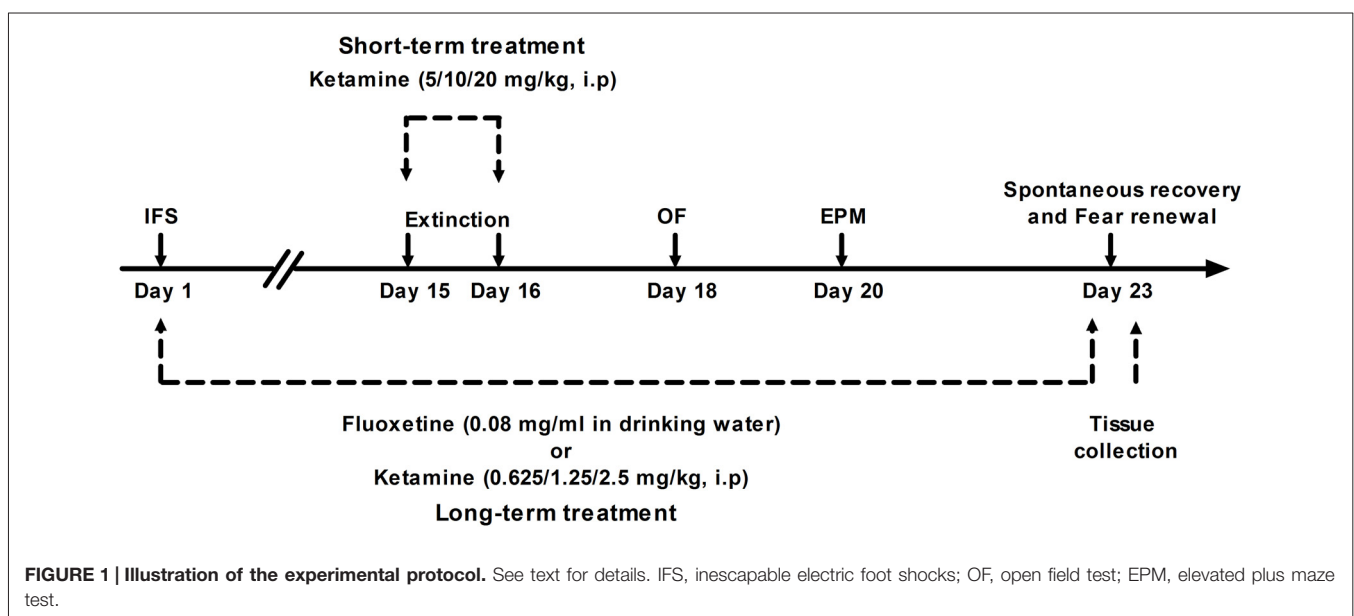 Short-term treatment
Ketamine (5/10/20 mg/kg, i.p)
IFS
Extinction
OF
EPM
Spontaneous recovery
and Fear renewal
Day 1
Day 15
Day 16
Day 18
Day 20
Day 23
Fluoxetine (0.08 mg/ml in drinking water)
or
Ketamine (0.625/1.25/2.5 mg/kg, i.p)
Long-term treatment
Tissue
collection
FIGURE 1 | Illustration of the experimental protocol. See text for details. IFS, inescapable electric foot shocks; OF, open field test; EPM, elevated plus maze
test.